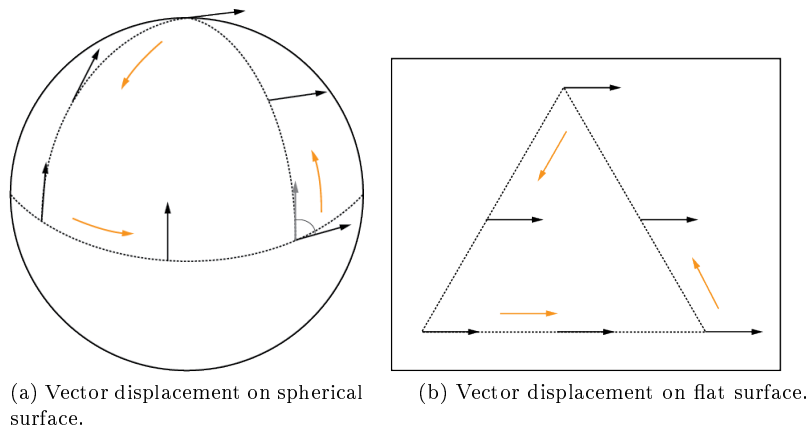 (a) Vector displacement on spherical
surface.
(b) Vector displacement on flat surface.